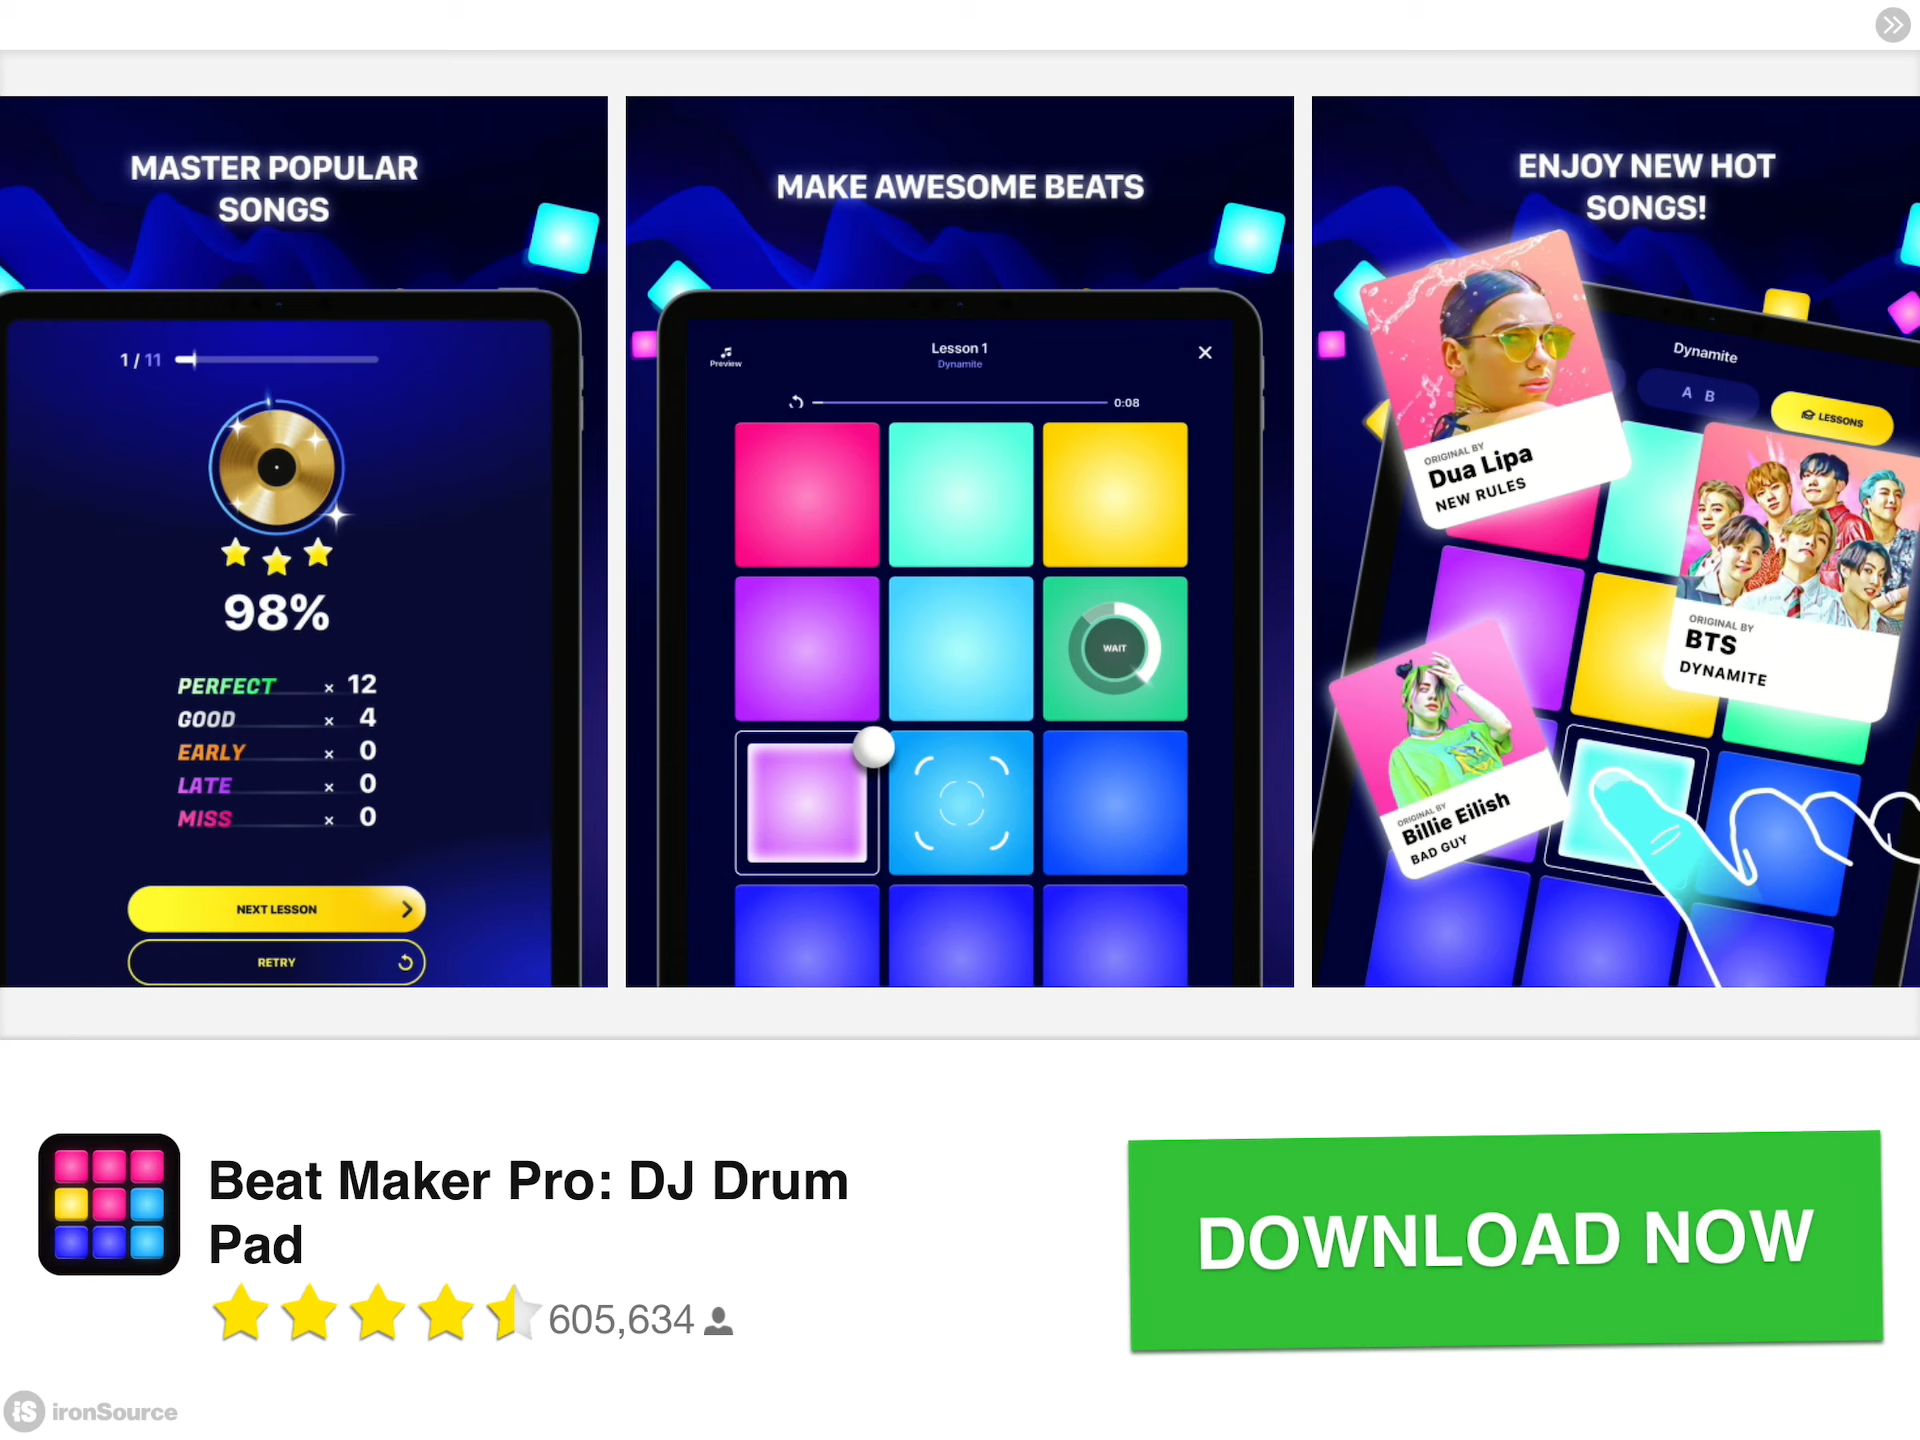 MASTER POPULAR
SONGS
1 / 11
98%
PERFECT × 12
GOOD × 4
EARLY × 0
LATE × 0
MISS × 0
NEXT LESSON
RETRY
MAKE AWESOME BEATS
Preview
Lesson 1
Dynamite
0:08
WAIT
ENJOY NEW HOT
SONGS!
Dynamite
A B
LESSONS
ORIGINAL BY
Dua Lipa
NEW RULES
ORIGINAL BY
BTS
DYNAMITE
ORIGINAL BY
Billie Eilish
BAD GUY
Beat Maker Pro: DJ Drum
Pad
605,634
DOWNLOAD NOW
iS ironSource